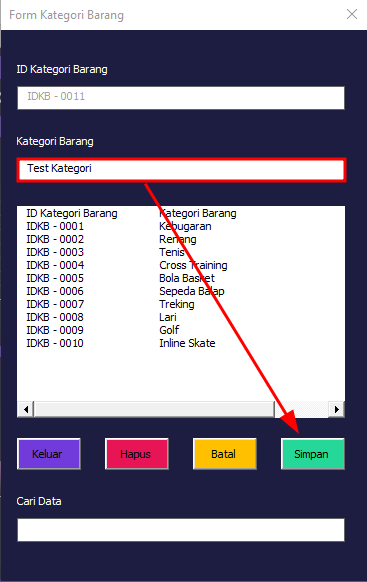 Form Kategori Barang
ID Kategori Barang
IDKB - 0011
Kategori Barang
Test Kategori
ID Kategori Barang Kategori Barang
IDKB - 0001 Kebugaran
IDKB - 0002 Renang
IDKB - 0003 Tenis
IDKB - 0004 Cross Training
IDKB - 0005 Bola Basket
IDKB - 0006 Sepeda Balap
IDKB - 0007 Treking
IDKB - 0008 Lari
IDKB - 0009 Golf
IDKB - 0010 Inline Skate
Keluar Hapus Batal Simpan
Cari Data